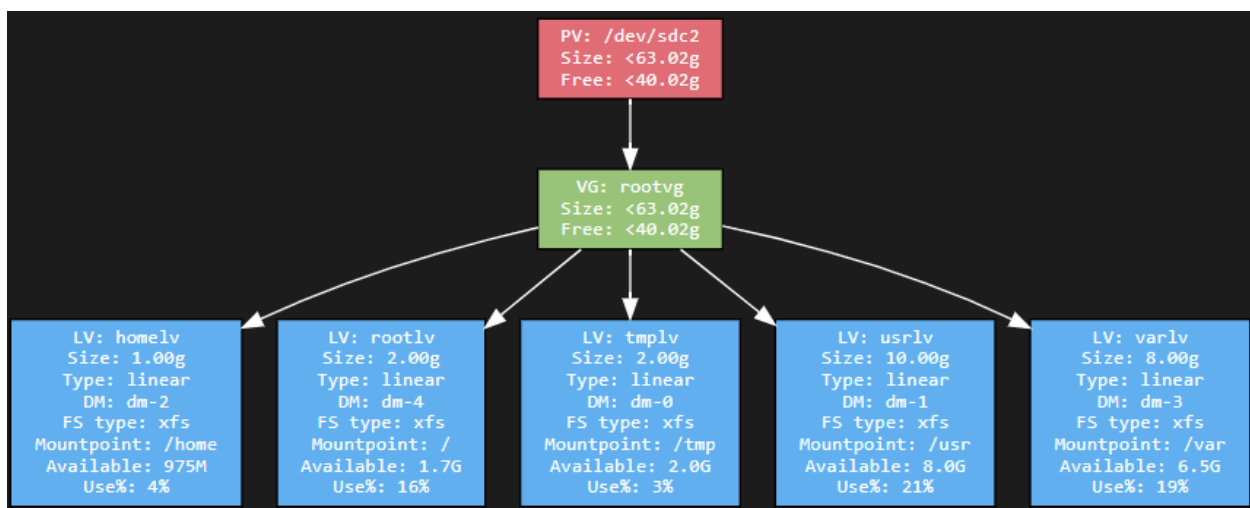 PV: /dev/sdc2
Size: <63.02g
Free: <40.02g
VG: rootvg
Size: <63.02g
Free: <40.02g
LV: homelv
Size: 1.00g
Type: linear
DM: dm-2
FS type: xfs
Mountpoint: /home
Available: 975M
Use%: 4%
LV: rootlv
Size: 2.00g
Type: linear
DM: dm-4
FS type: xfs
Mountpoint: /
Available: 1.7G
Use%: 16%
LV: tmplv
Size: 2.00g
Type: linear
DM: dm-0
FS type: xfs
Mountpoint: /tmp
Available: 2.0G
Use%: 3%
LV: usrlv
Size: 10.00g
Type: linear
DM: dm-1
FS type: xfs
Mountpoint: /usr
Available: 8.0G
Use%: 21%
LV: varlv
Size: 8.00g
Type: linear
DM: dm-3
FS type: xfs
Mountpoint: /var
Available: 6.5G
Use%: 19%